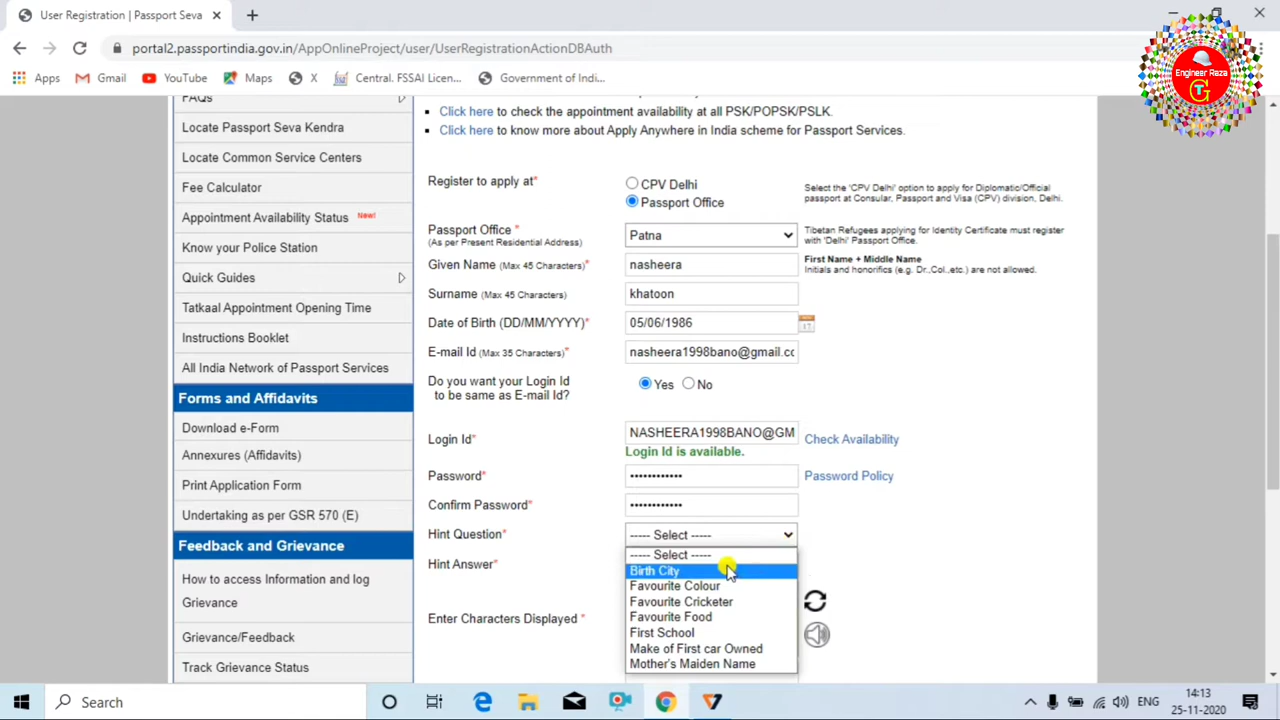 User Registration | Passport Seva
portal2.passportindia.gov.in/AppOnlineProject/user/UserRegistrationActionDBAuth
Apps
Gmail
YouTube
Maps
X
Central. FSSAI Licen...
Government of Indi...
Engineer Raza
TG
FAQs
Locate Passport Seva Kendra
Locate Common Service Centers
Fee Calculator
Appointment Availability Status New!
Know your Police Station
Quick Guides
Tatkaal Appointment Opening Time
Instructions Booklet
All India Network of Passport Services
Forms and Affidavits
Download e-Form
Annexures (Affidavits)
Print Application Form
Undertaking as per GSR 570 (E)
Feedback and Grievance
How to access Information and log
Grievance
Grievance/Feedback
Track Grievance Status
Click here to check the appointment availability at all PSK/POPSK/PSLK.
Click here to know more about Apply Anywhere in India scheme for Passport Services.
Register to apply at*
CPV Delhi
Passport Office
Select the 'CPV Delhi' option to apply for Diplomatic/Official
passport at Consular, Passport and Visa (CPV) division, Delhi.
Passport Office *
(As per Present Residential Address)
Patna
Tibetan Refugees applying for Identity Certificate must register
with 'Delhi' Passport Office.
Given Name (Max 45 Characters)*
nasheera
First Name + Middle Name
Initials and honorifics (e.g. Dr.,Col.,etc.) are not allowed.
Surname (Max 45 Characters)
khatoon
Date of Birth (DD/MM/YYYY)*
05/06/1986
17
E-mail Id (Max 35 Characters)*
nasheera1998bano@gmail.cc
Do you want your Login Id
to be same as E-mail Id?
Yes
No
Login Id*
NASHEERA1998BANO@GM
Check Availability
Login Id is available.
Password*
••••••••••••
Password Policy
Confirm Password*
••••••••••••
Hint Question*
----- Select -----
----- Select -----
Birth City
Favourite Colour
Favourite Cricketer
Favourite Food
First School
Make of First car Owned
Mother's Maiden Name
Hint Answer*
Enter Characters Displayed *
Search
ENG
14:13
25-11-2020